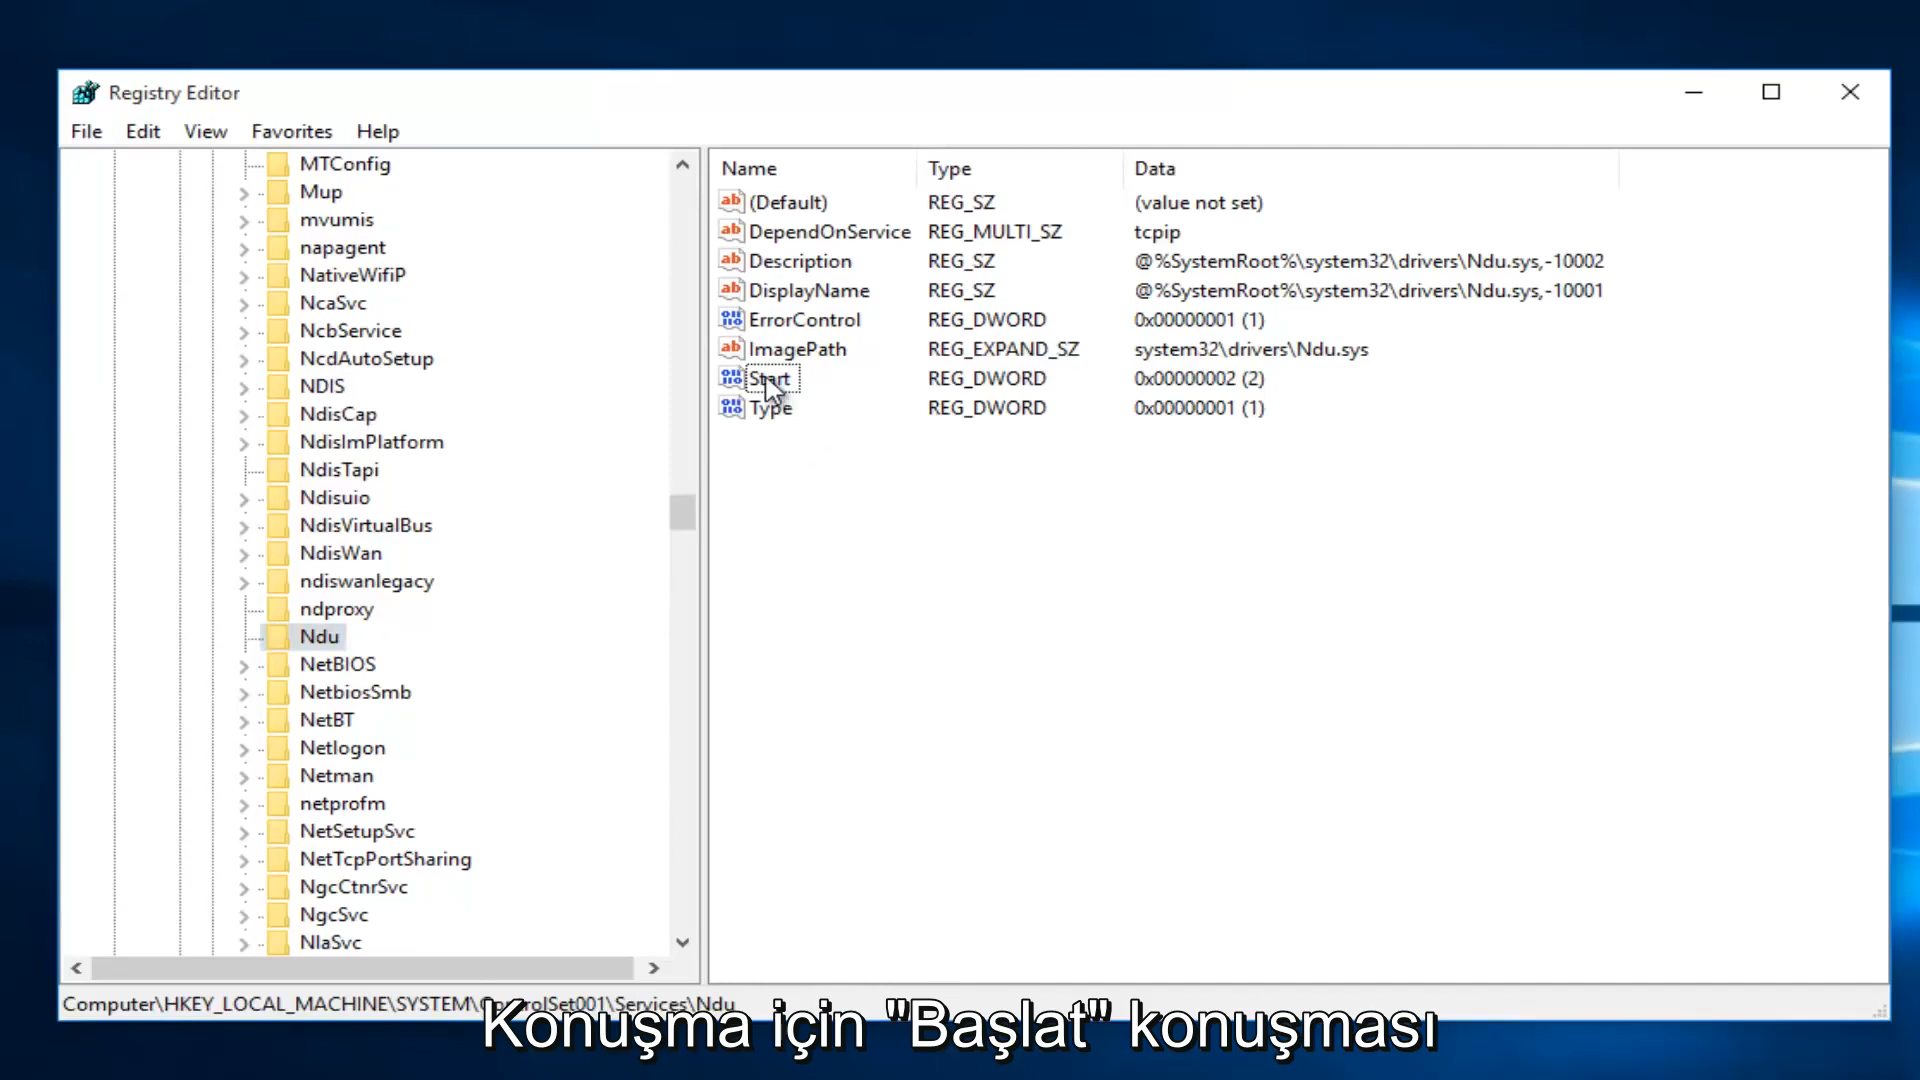 Registry Editor
File Edit View Favorites Help
MTConfig
Mup
mvumis
napagent
NativeWifiP
NcaSvc
NcbService
NcdAutoSetup
NDIS
NdisCap
NdisImPlatform
NdisTapi
Ndisuio
NdisVirtualBus
NdisWan
ndiswanlegacy
ndproxy
Ndu
NetBIOS
NetbiosSmb
NetBT
Netlogon
Netman
netprofm
NetSetupSvc
NetTcpPortSharing
NgcCtnrSvc
NgcSvc
NlaSvc
Name Type Data
(Default) REG_SZ (value not set)
DependOnService REG_MULTI_SZ tcpip
Description REG_SZ @%SystemRoot%\system32\drivers\Ndu.sys,-10002
DisplayName REG_SZ @%SystemRoot%\system32\drivers\Ndu.sys,-10001
ErrorControl REG_DWORD 0x00000001 (1)
ImagePath REG_EXPAND_SZ system32\drivers\Ndu.sys
Start REG_DWORD 0x00000002 (2)
Type REG_DWORD 0x00000001 (1)
Computer\HKEY_LOCAL_MACHINE\SYSTEM\ControlSet001\Services\Ndu
Konuşma için "Başlat" konuşması